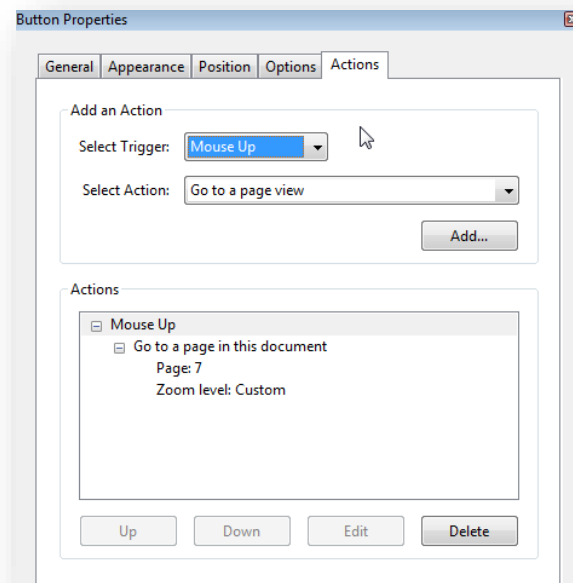 Button Properties
General Appearance Position Options Actions
Add an Action
Select Trigger: Mouse Up
Select Action: Go to a page view
Add...
Actions
Mouse Up
Go to a page in this document
Page: 7
Zoom level: Custom
Up Down Edit Delete